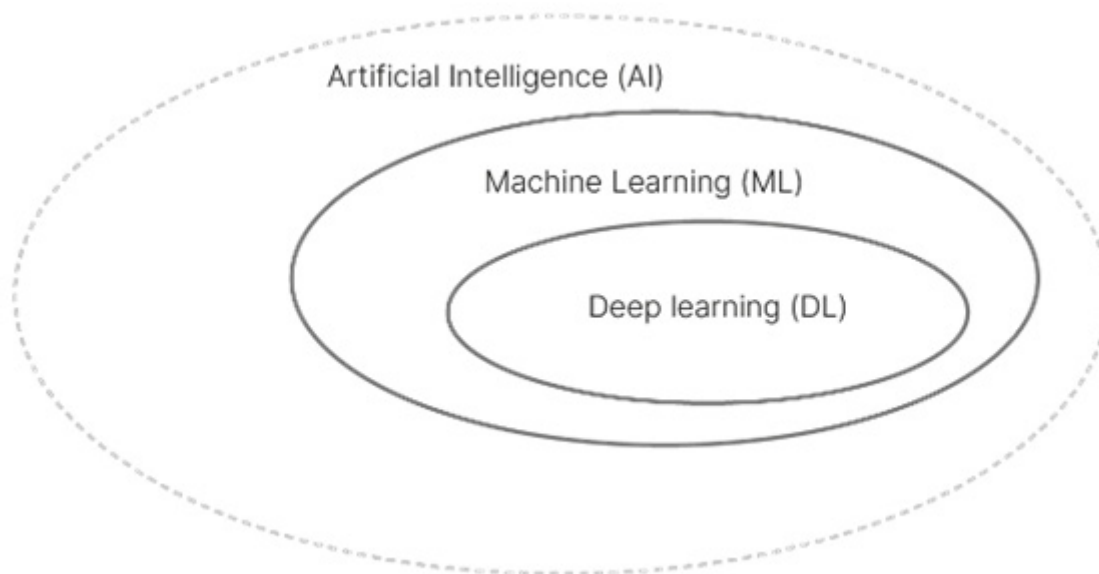 Artificial Intelligence (AI)
Machine Learning (ML)
Deep learning (DL)